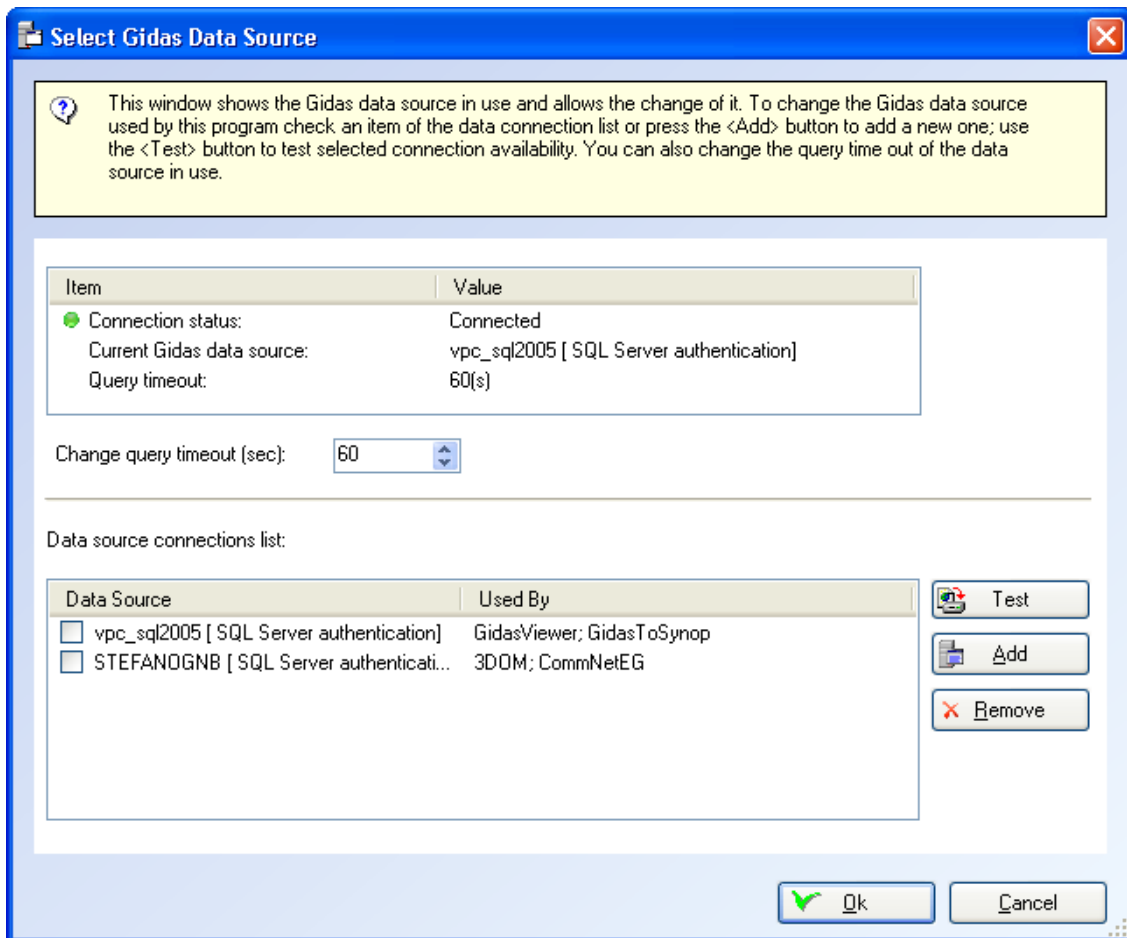 Select Gidas Data Source
This window shows the Gidas data source in use and allows the change of it. To change the Gidas data source
used by this program check an item of the data connection list or press the <Add> button to add a new one; use
the <Test> button to test selected connection availability. You can also change the query time out of the data
source in use.
Item Value
Connection status: Connected
Current Gidas data source: vpc_sql2005 [ SQL Server authentication]
Query timeout: 60(s)
Change query timeout (sec): 60
Data source connections list:
Data Source Used By
vpc_sql2005 [ SQL Server authentication] GidasViewer; GidasToSynop
STEFANOGNB [ SQL Server authenticati... 3DOM; CommNetEG
Test
Add
Remove
Ok Cancel